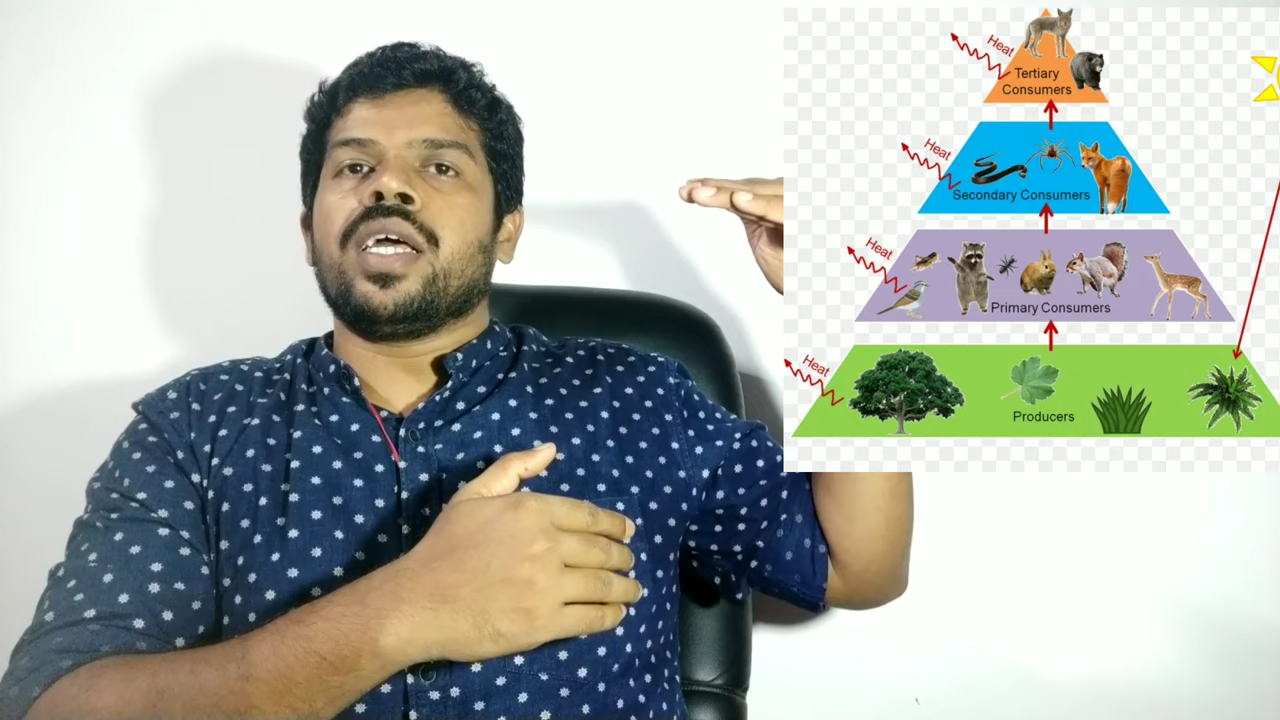 Heat
Tertiary
Consumers
Heat
Secondary Consumers
Heat
Primary Consumers
Heat
Producers